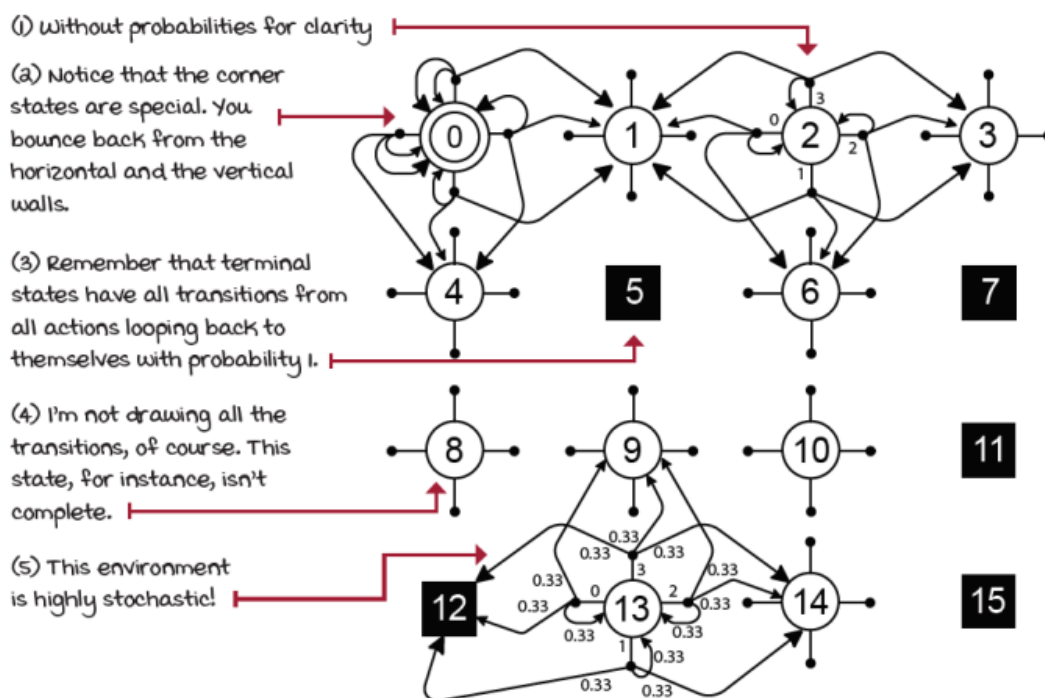 (1) Without probabilities for clarity
(2) Notice that the corner
states are special. You
bounce back from the
horizontal and the vertical
walls.
(3) Remember that terminal
states have all transitions from
all actions looping back to
themselves with probability 1.
(4) I'm not drawing all the
transitions, of course. This
state, for instance, isn't
complete.
(5) This environment
is highly stochastic!
3
0
0
1
2
2
3
1
4
5
6
7
8
9
10
11
0.33
0.33
0.33
3
0.33
0.33
12
0.33
0
13
2
0.33
14
15
0.33
0.33
1
0.33
0.33
0.33